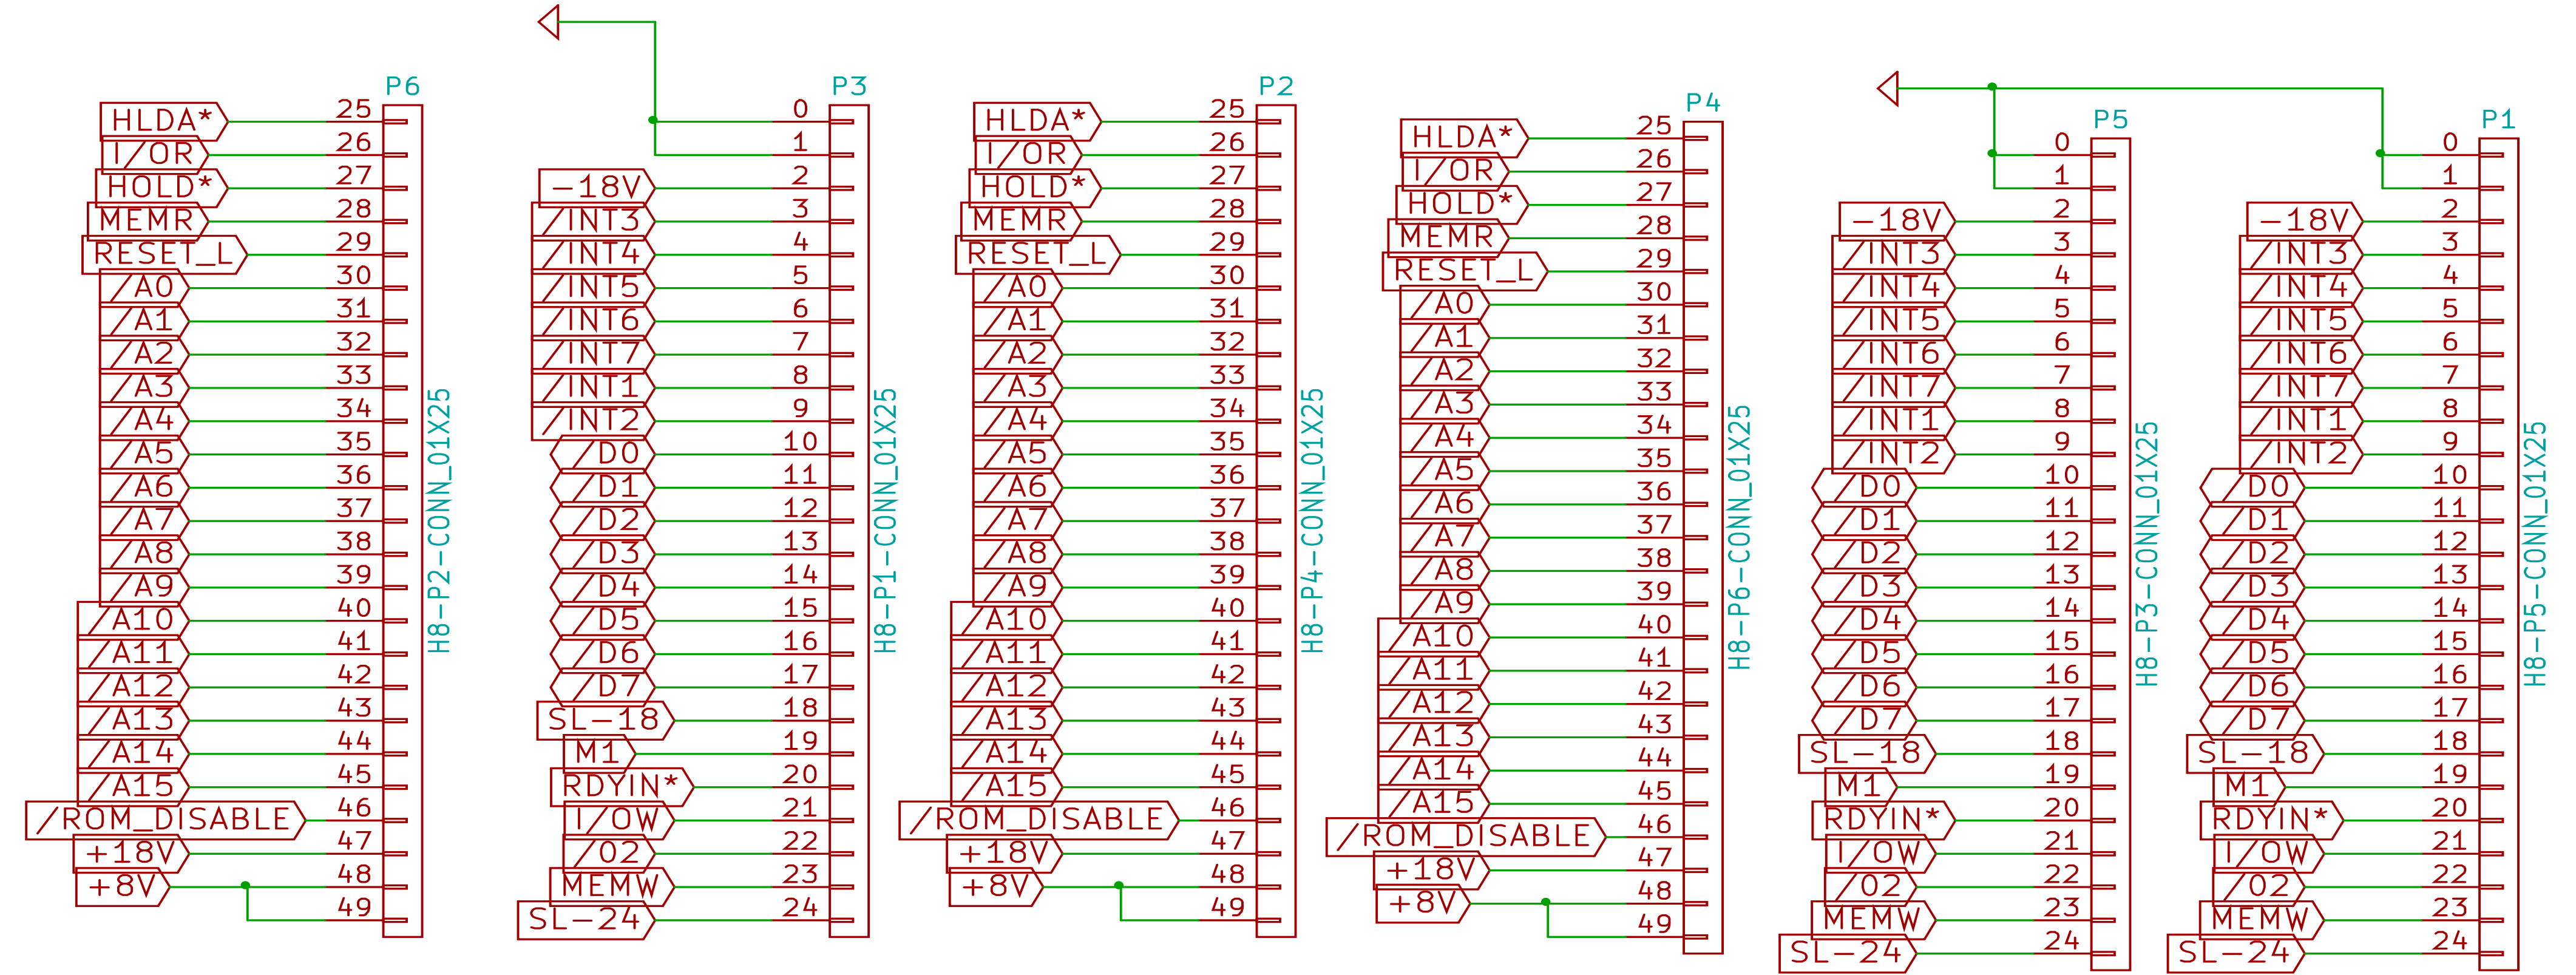 P6
HLDA* 25
I/OR 26
HOLD* 27
MEMR 28
RESET_L 29
/A0 30
/A1 31
/A2 32
/A3 33
/A4 34
/A5 35
/A6 36
/A7 37
/A8 38
/A9 39
/A10 40
/A11 41
/A12 42
/A13 43
/A14 44
/A15 45
/ROM_DISABLE 46
+18V 47
+8V 48
49
H8-P2-CONN_01X25
P3
0
1
-18V 2
/INT3 3
/INT4 4
/INT5 5
/INT6 6
/INT7 7
/INT1 8
/INT2 9
/D0 10
/D1 11
/D2 12
/D3 13
/D4 14
/D5 15
/D6 16
/D7 17
SL-18 18
M1 19
RDYIN* 20
I/OW 21
/02 22
MEMW 23
SL-24 24
H8-P1-CONN_01X25
P2
HLDA* 25
I/OR 26
HOLD* 27
MEMR 28
RESET_L 29
/A0 30
/A1 31
/A2 32
/A3 33
/A4 34
/A5 35
/A6 36
/A7 37
/A8 38
/A9 39
/A10 40
/A11 41
/A12 42
/A13 43
/A14 44
/A15 45
/ROM_DISABLE 46
+18V 47
+8V 48
49
H8-P4-CONN_01X25
P4
HLDA* 25
I/OR 26
HOLD* 27
MEMR 28
RESET_L 29
/A0 30
/A1 31
/A2 32
/A3 33
/A4 34
/A5 35
/A6 36
/A7 37
/A8 38
/A9 39
/A10 40
/A11 41
/A12 42
/A13 43
/A14 44
/A15 45
/ROM_DISABLE 46
+18V 47
+8V 48
49
H8-P6-CONN_01X25
P5
0
1
-18V 2
/INT3 3
/INT4 4
/INT5 5
/INT6 6
/INT7 7
/INT1 8
/INT2 9
/D0 10
/D1 11
/D2 12
/D3 13
/D4 14
/D5 15
/D6 16
/D7 17
SL-18 18
M1 19
RDYIN* 20
I/OW 21
/02 22
MEMW 23
SL-24 24
H8-P3-CONN_01X25
P1
0
1
-18V 2
/INT3 3
/INT4 4
/INT5 5
/INT6 6
/INT7 7
/INT1 8
/INT2 9
/D0 10
/D1 11
/D2 12
/D3 13
/D4 14
/D5 15
/D6 16
/D7 17
SL-18 18
M1 19
RDYIN* 20
I/OW 21
/02 22
MEMW 23
SL-24 24
H8-P5-CONN_01X25